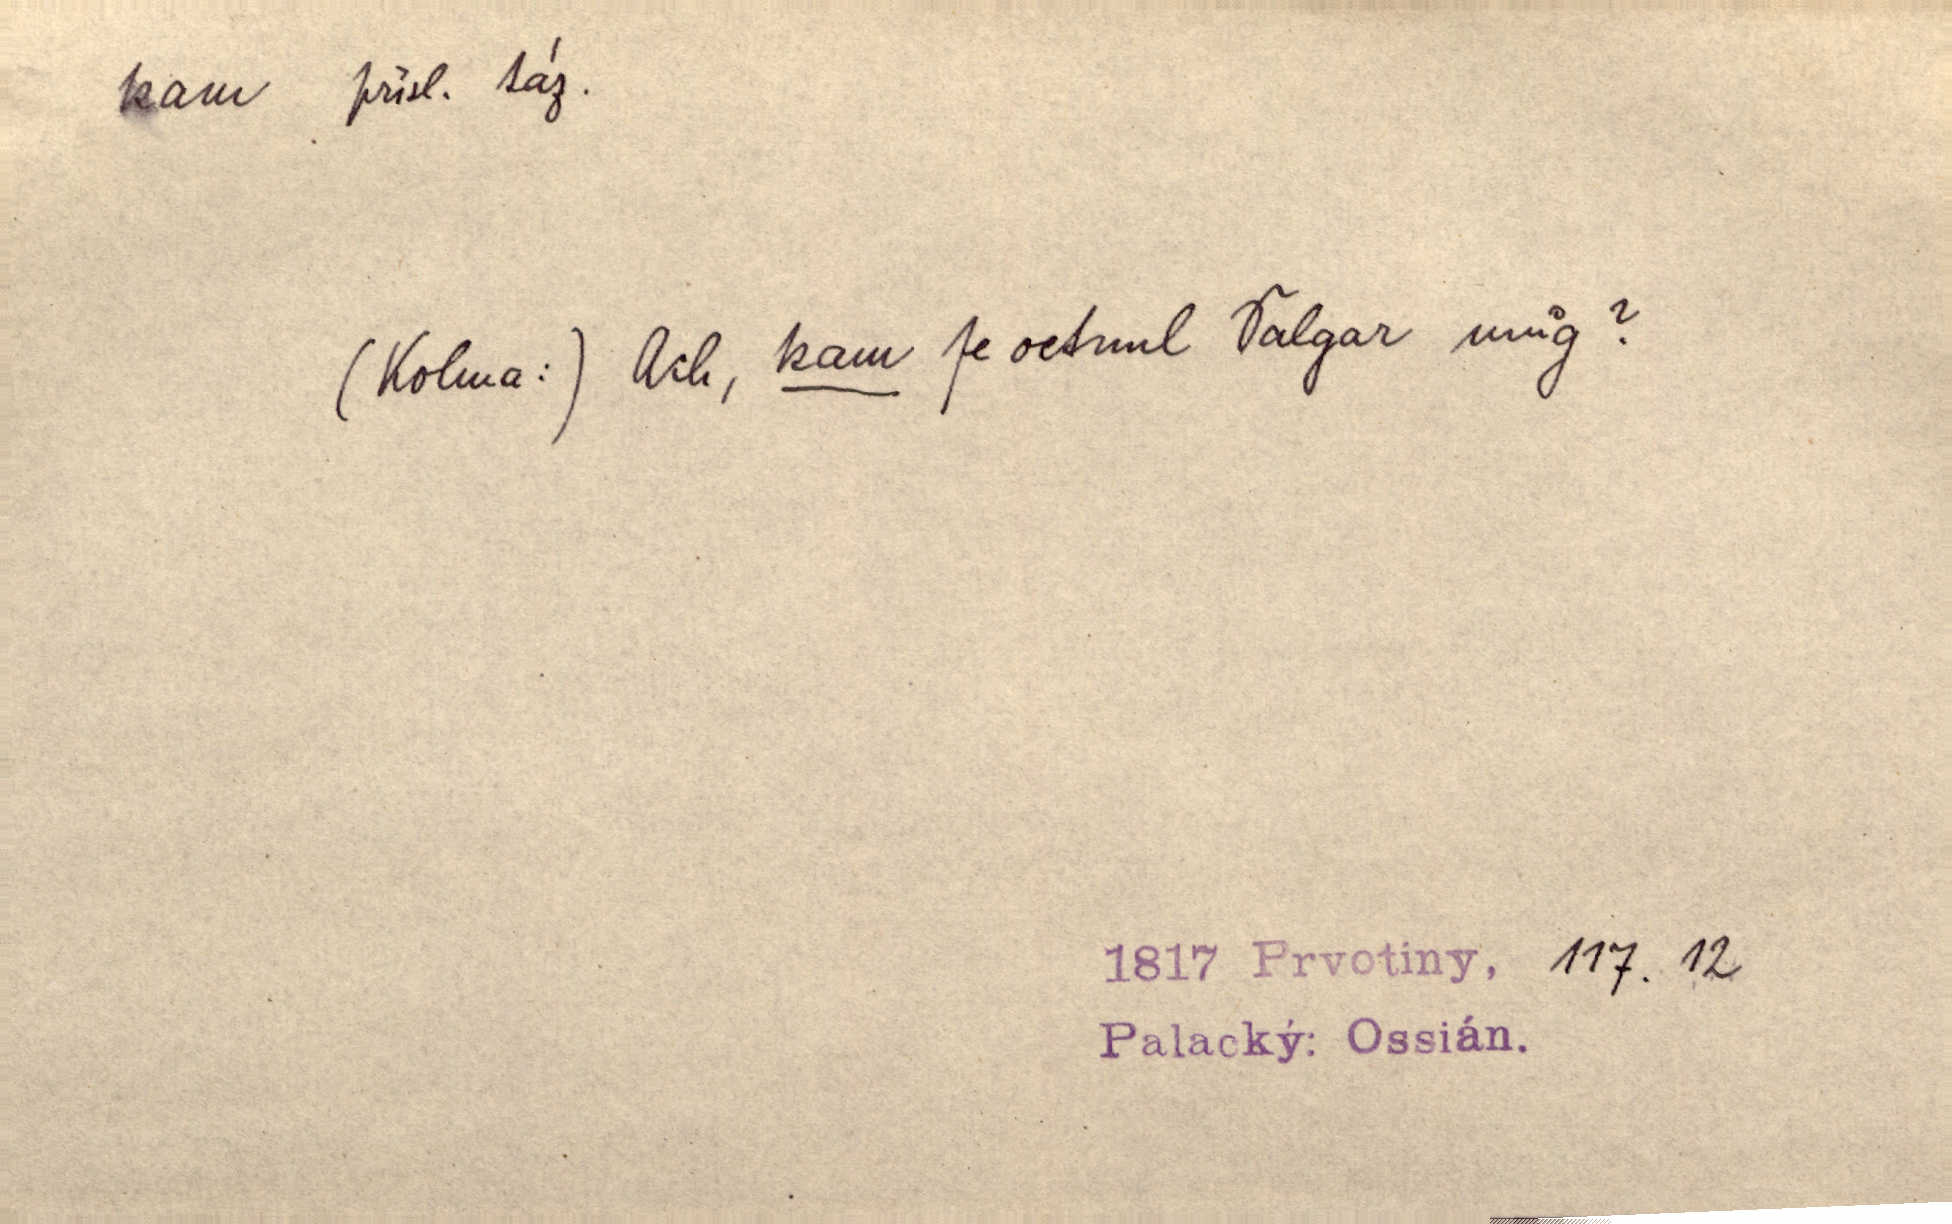 kam přísl. táz.
(Kolma:) Ach, kam ſe octnul Salgar můg?
1817 Prvotiny, 117. 12
Palacký: Ossián.